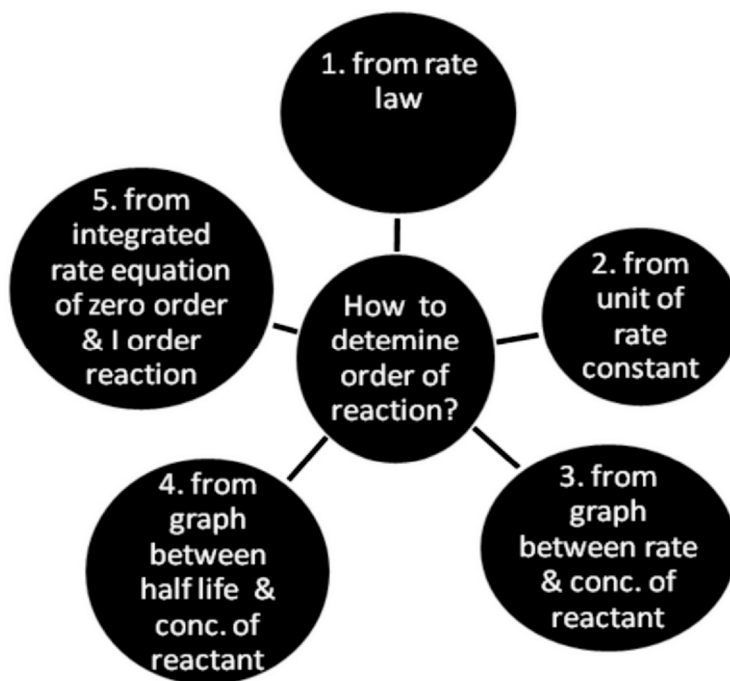 1. from rate
law
2. from
unit of
rate
constant
3. from
graph
between rate
& conc. of
reactant
4. from
graph
between
half life  &
conc. of
reactant
5. from
integrated
rate equation
of zero order
& I order
reaction
How  to
detemine
order of
reaction?